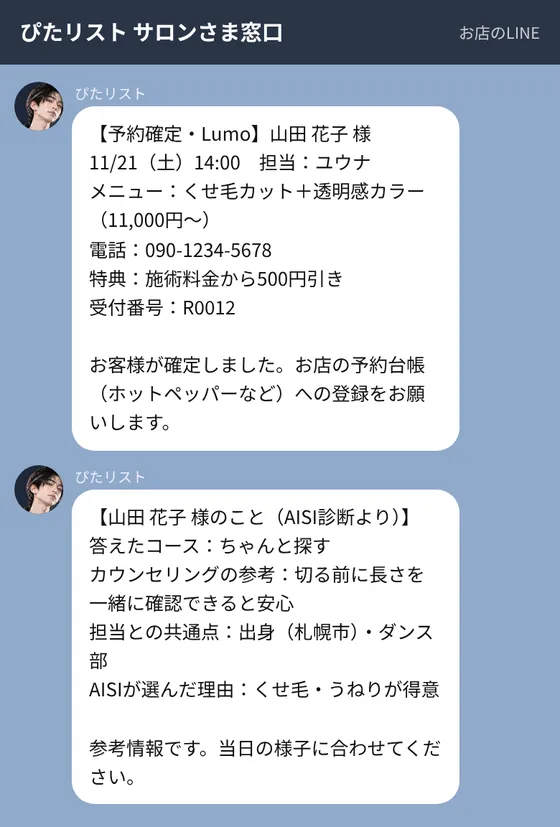 ぴたリスト サロンさま窓口
お店のLINE
ぴたリスト
【予約確定・Lumo】山田 花子 様
11/21（土）14:00　担当：ユウナ
メニュー：くせ毛カット＋透明感カラー
（11,000円〜）
電話：090-1234-5678
特典：施術料金から500円引き
受付番号：R0012
お客様が確定しました。お店の予約台帳
（ホットペッパーなど）への登録をお願
いします。
ぴたリスト
【山田 花子 様のこと（AISI診断より）】
答えたコース：ちゃんと探す
カウンセリングの参考：切る前に長さを
一緒に確認できると安心
担当との共通点：出身（札幌市）・ダンス
部
AISIが選んだ理由：くせ毛・うねりが得意
参考情報です。当日の様子に合わせてくだ
さい。